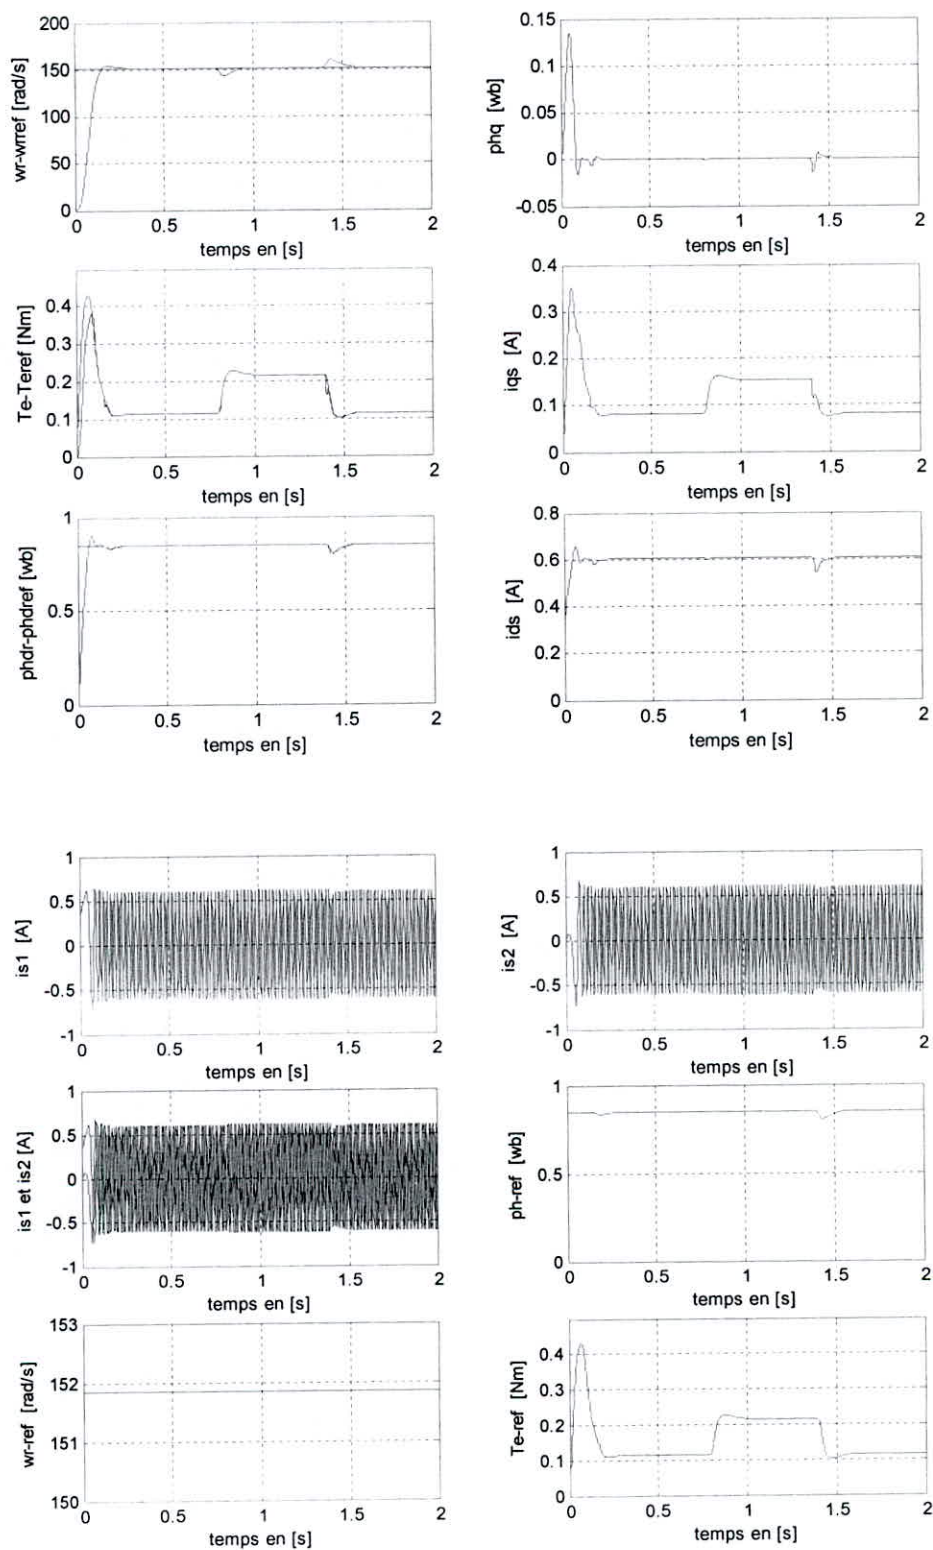 200
150
100
50
0
wr-wrref [rad/s]
0 0.5 1 1.5 2
temps en [s]
0.15
0.1
0.05
0
-0.05
phq [wb]
0 0.5 1 1.5 2
temps en [s]
0.4
0.3
0.2
0.1
0
Te-Teref [Nm]
0 0.5 1 1.5 2
temps en [s]
0.4
0.3
0.2
0.1
0
iqs [A]
0 0.5 1 1.5 2
temps en [s]
1
0.5
0
phdr-phdref [wb]
0 0.5 1 1.5 2
temps en [s]
0.8
0.6
0.4
0.2
0
ids [A]
0 0.5 1 1.5 2
temps en [s]
1
0.5
0
-0.5
-1
is1 [A]
0 0.5 1 1.5 2
temps en [s]
1
0.5
0
-0.5
-1
is2 [A]
0 0.5 1 1.5 2
temps en [s]
1
0.5
0
-0.5
-1
is1 et is2 [A]
0 0.5 1 1.5 2
temps en [s]
1
0.5
0
ph-ref [wb]
0 0.5 1 1.5 2
temps en [s]
153
152
151
150
wr-ref [rad/s]
0 0.5 1 1.5 2
temps en [s]
0.4
0.3
0.2
0.1
0
Te-ref [Nm]
0 0.5 1 1.5 2
temps en [s]